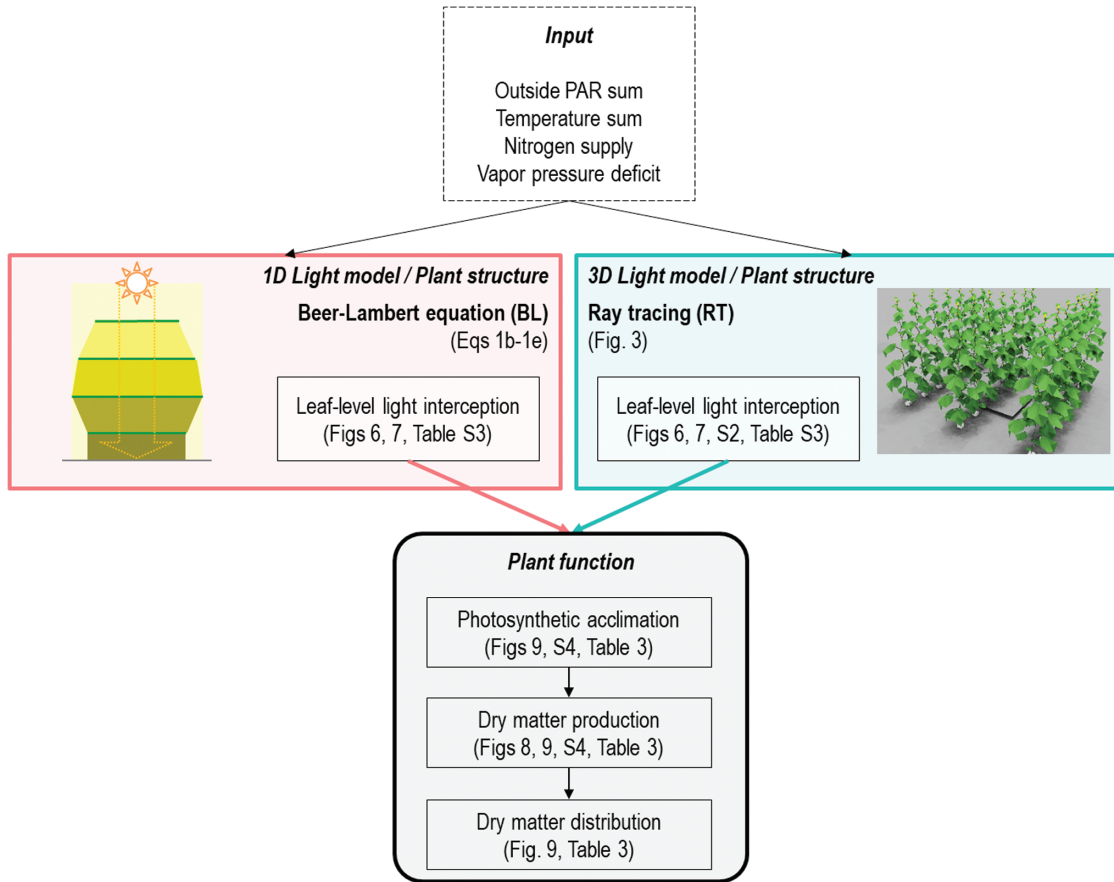 Input
Outside PAR sum
Temperature sum
Nitrogen supply
Vapor pressure deficit
1D Light model / Plant structure
Beer-Lambert equation (BL)
(Eqs 1b-1e)
Leaf-level light interception
(Figs 6, 7, Table S3)
3D Light model / Plant structure
Ray tracing (RT)
(Fig. 3)
Leaf-level light interception
(Figs 6, 7, S2, Table S3)
Plant function
Photosynthetic acclimation
(Figs 9, S4, Table 3)
Dry matter production
(Figs 8, 9, S4, Table 3)
Dry matter distribution
(Fig. 9, Table 3)